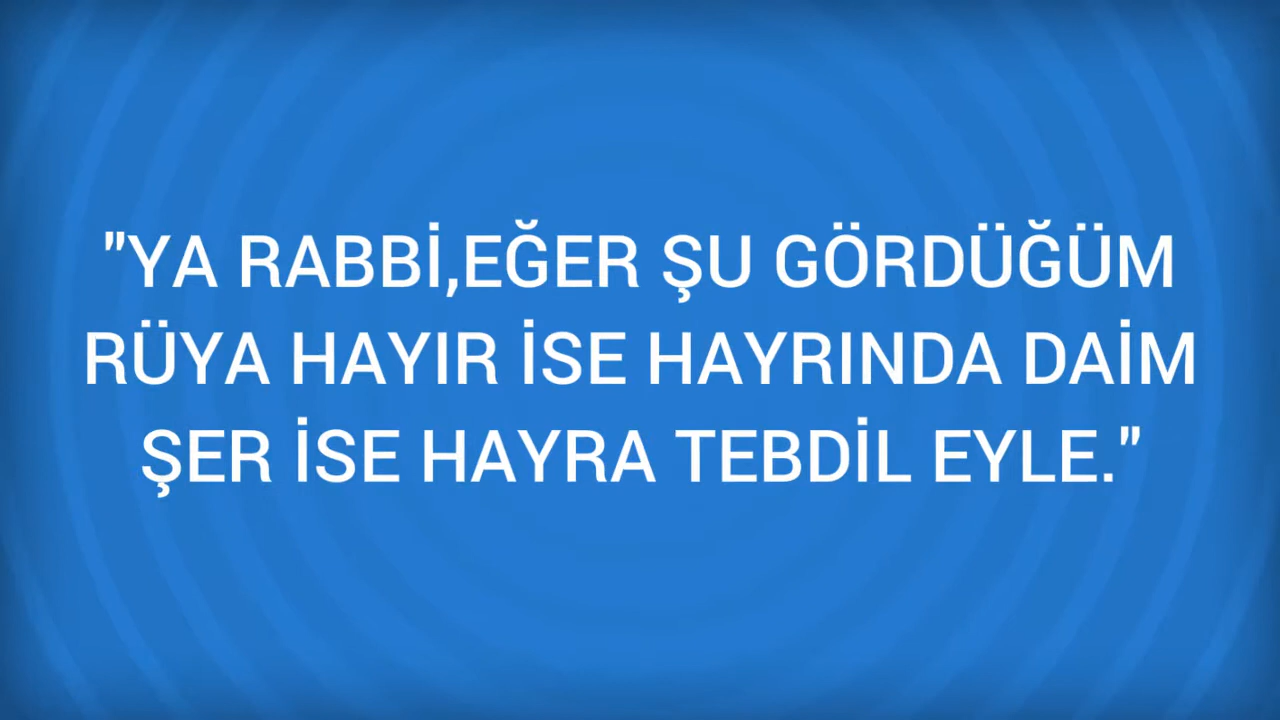 "YA RABBİ,EĞER ŞU GÖRDÜĞÜM
RÜYA HAYIR İSE HAYRINDA DAİM
ŞER İSE HAYRA TEBDİL EYLE."